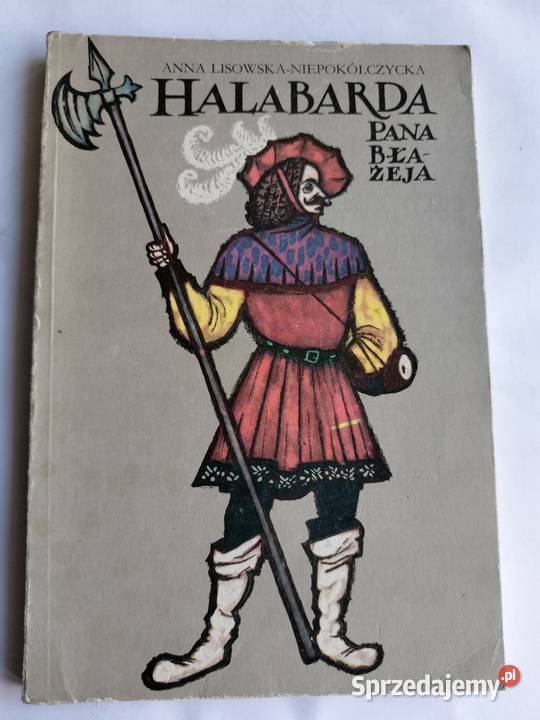 ANNA LISOWSKA-NIEPOKÓLCZYCKA
HALABARDA
PANA
BŁA-
ŻEJA
Sprzedajemy.pl